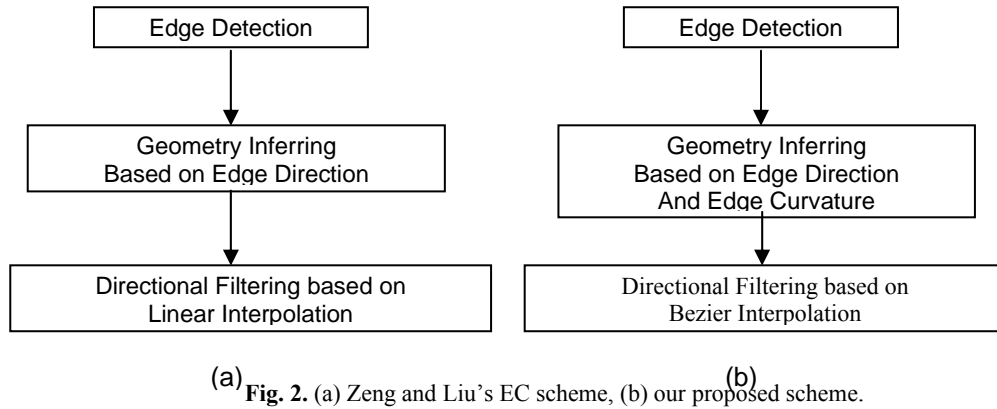 Edge Detection
Geometry Inferring
Based on Edge Direction
Directional Filtering based on
Linear Interpolation
(a)
Edge Detection
Geometry Inferring
Based on Edge Direction
And Edge Curvature
Directional Filtering based on
Bezier Interpolation
(b)
Fig. 2. (a) Zeng and Liu's EC scheme, (b) our proposed scheme.